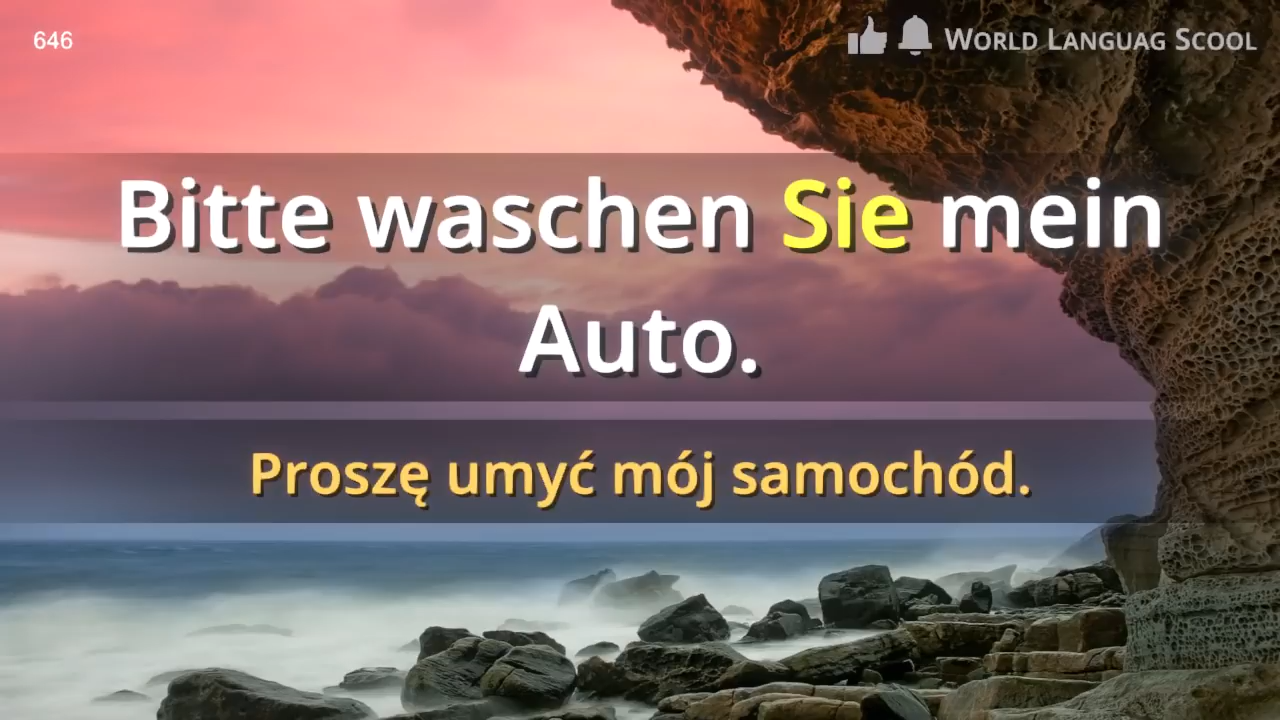 646
World Languag Scool
Bitte waschen Sie mein
Auto.
Proszę umyć mój samochód.